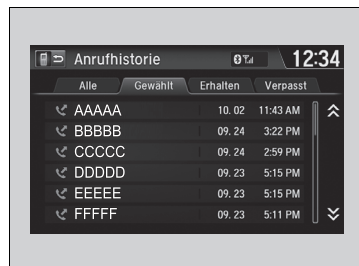 Anrufhistorie 12:34
Alle Gewählt Erhalten Verpasst
AAAAA 10. 02 11:43 AM
BBBBB 09. 24 3:22 PM
CCCCC 09. 24 2:59 PM
DDDDD 09. 23 5:15 PM
EEEEE 09. 23 5:15 PM
FFFFF 09. 23 5:11 PM